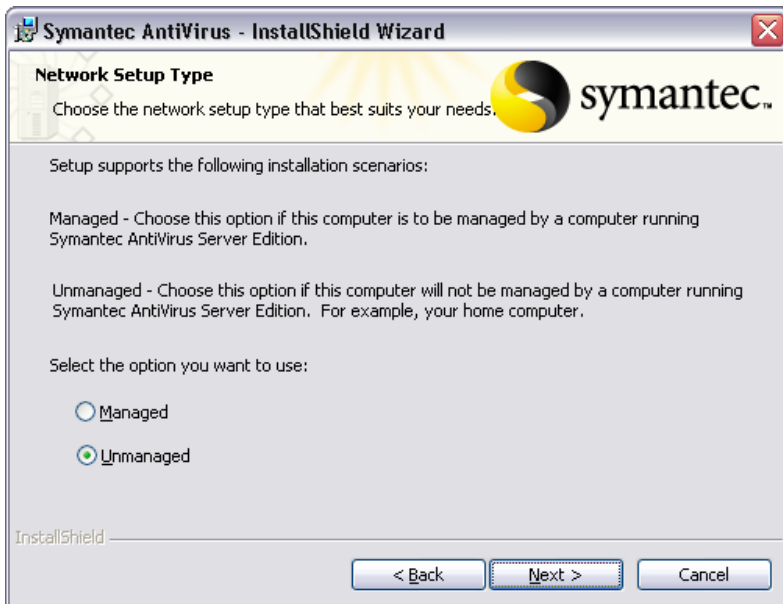 Symantec AntiVirus - InstallShield Wizard
Network Setup Type
Choose the network setup type that best suits your needs.
symantec™
Setup supports the following installation scenarios:
Managed - Choose this option if this computer is to be managed by a computer running
Symantec AntiVirus Server Edition.
Unmanaged - Choose this option if this computer will not be managed by a computer running
Symantec AntiVirus Server Edition.  For example, your home computer.
Select the option you want to use:
Managed
Unmanaged
InstallShield
< Back
Next >
Cancel